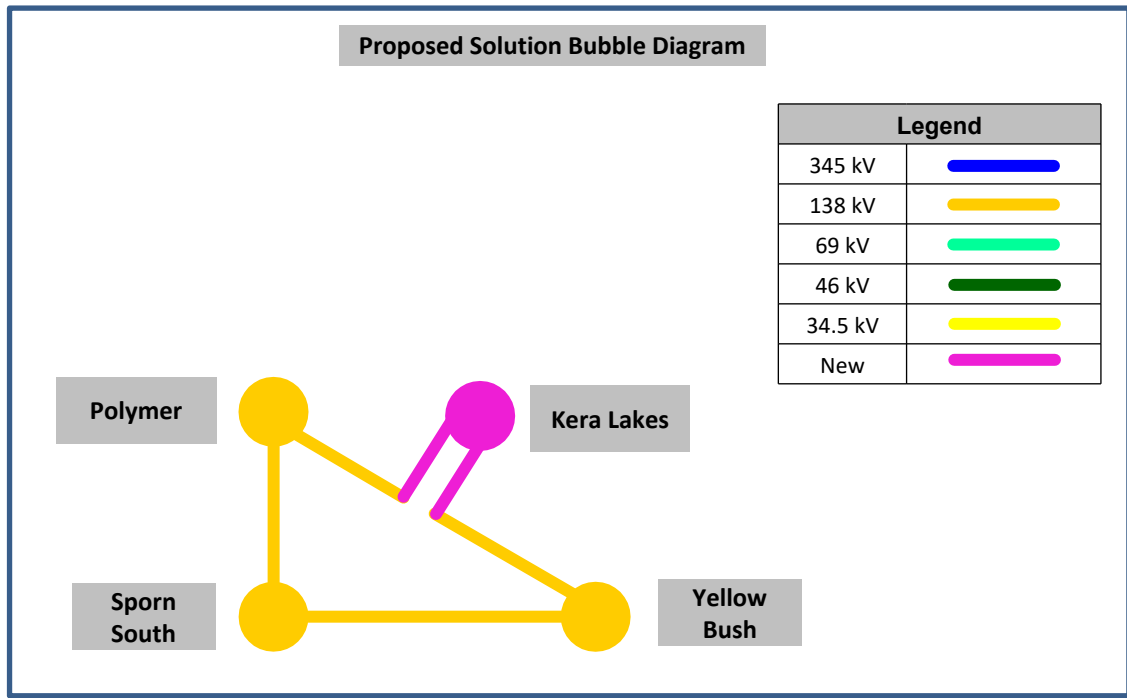 Proposed Solution Bubble Diagram
Legend
345 kV
138 kV
69 kV
46 kV
34.5 kV
New
Polymer
Kera Lakes
Sporn
South
Yellow
Bush